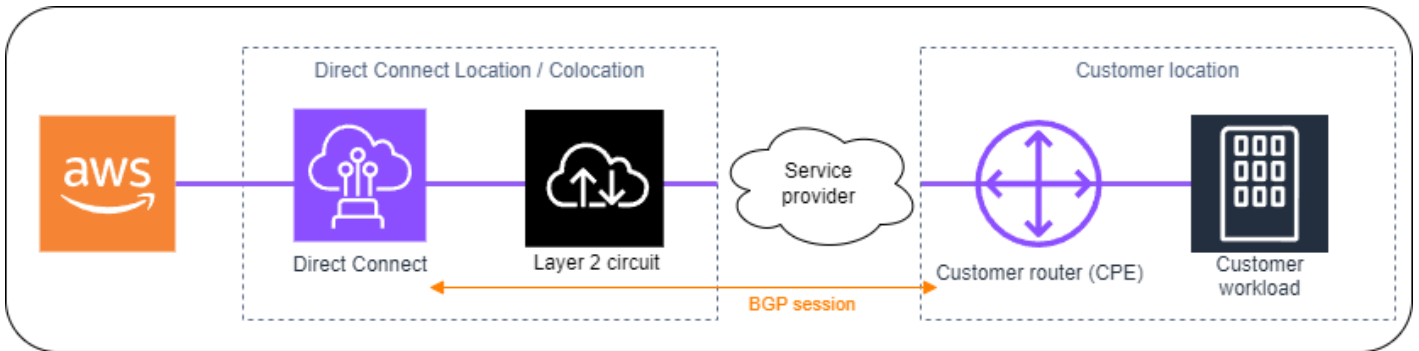 Direct Connect Location / Colocation
Customer location
aws
Service
provider
Direct Connect
Layer 2 circuit
Customer router (CPE)
Customer
workload
BGP session